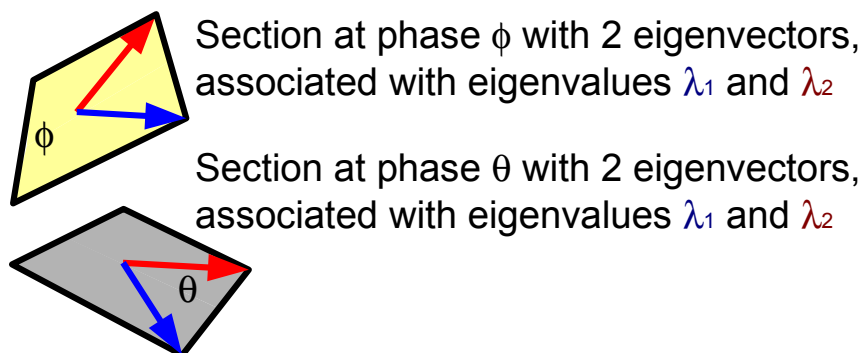 Section at phase ϕ with 2 eigenvectors,
associated with eigenvalues λ1 and λ2
ϕ
Section at phase θ with 2 eigenvectors,
associated with eigenvalues λ1 and λ2
θ